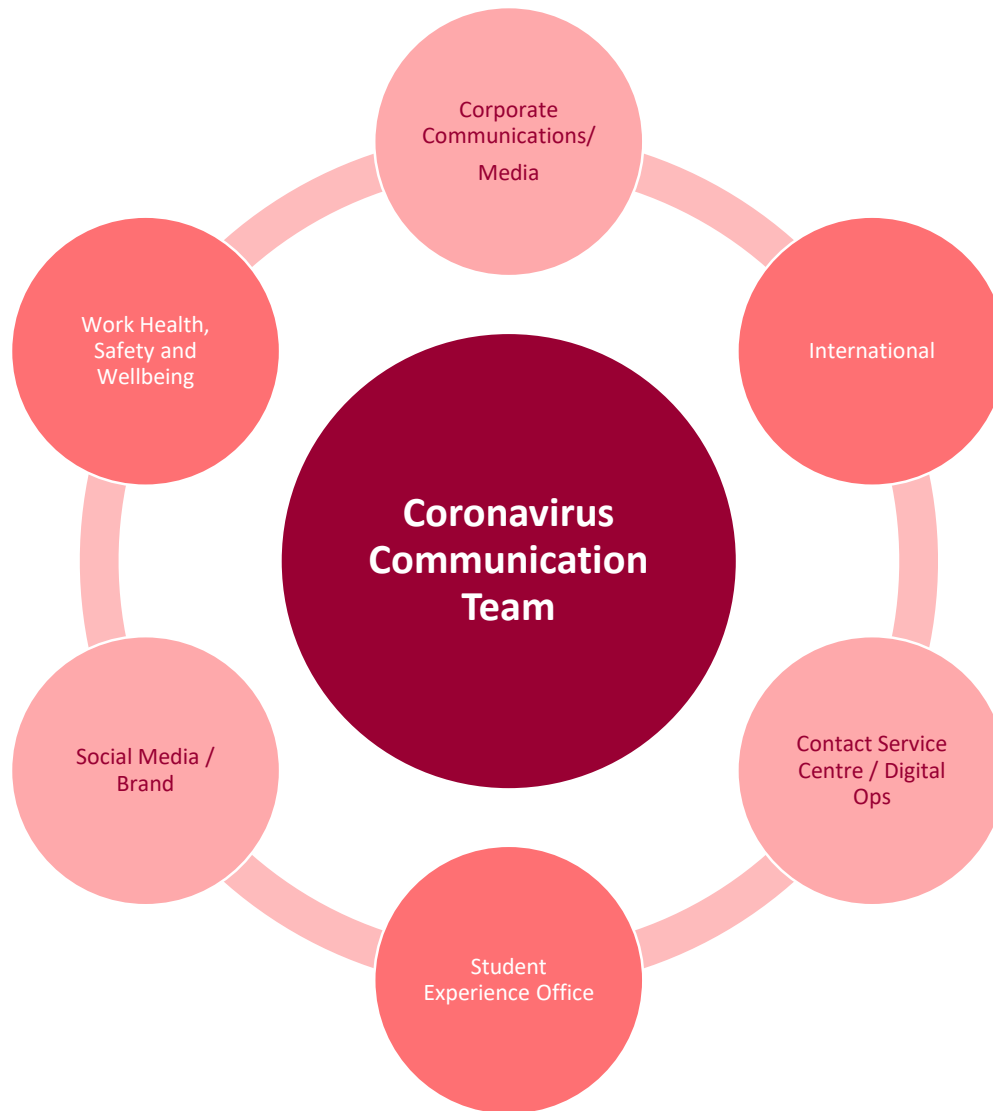 Corporate
Communications/
Media
International
Contact Service
Centre / Digital
Ops
Student
Experience Office
Social Media /
Brand
Work Health,
Safety and
Wellbeing
Coronavirus
Communication
Team